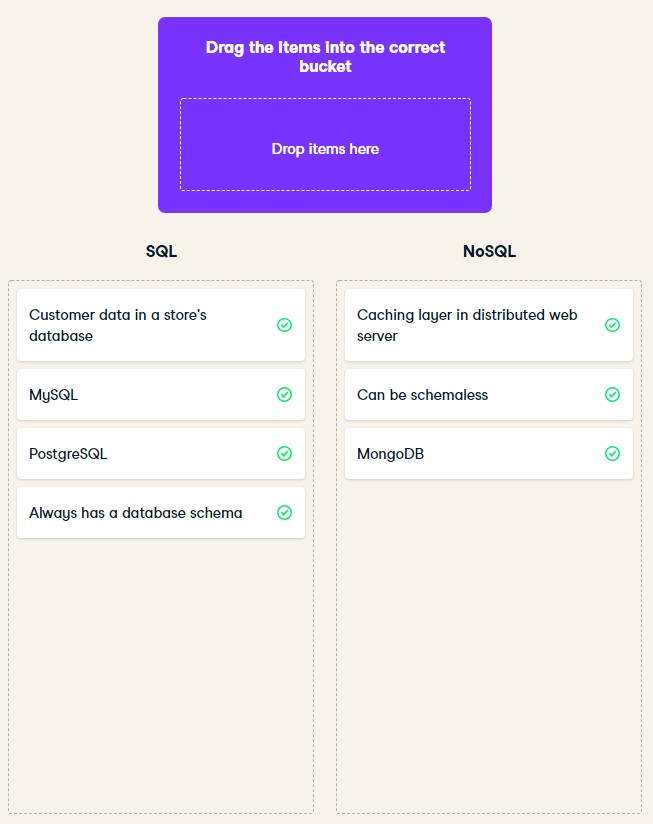 Drag the items into the correct
bucket
Drop items here
SQL
Customer data in a store's
database
MySQL
PostgreSQL
Always has a database schema
NoSQL
Caching layer in distributed web
server
Can be schemaless
MongoDB